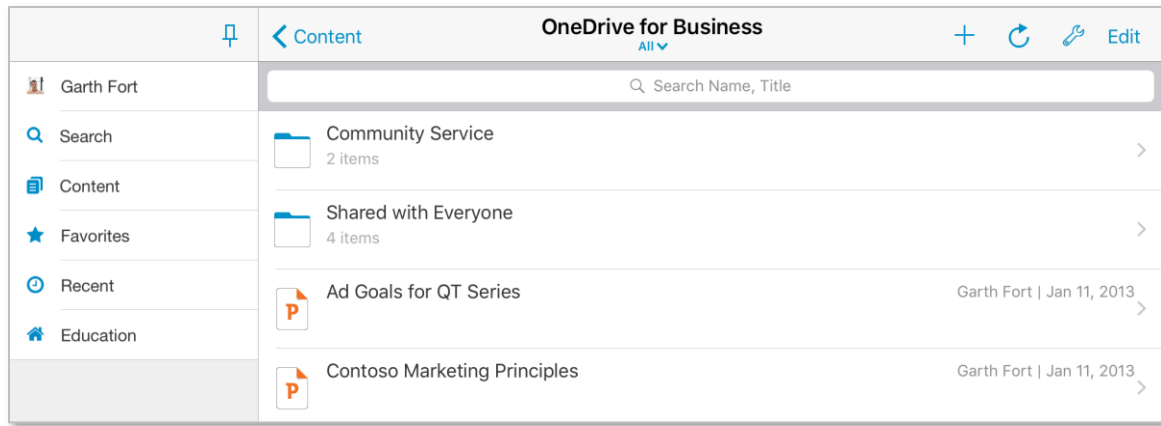 Content
OneDrive for Business
All
Edit
Garth Fort
Search
Content
Favorites
Recent
Education
Search Name, Title
Community Service
2 items
Shared with Everyone
4 items
Ad Goals for QT Series
Garth Fort | Jan 11, 2013
P
Contoso Marketing Principles
Garth Fort | Jan 11, 2013
P